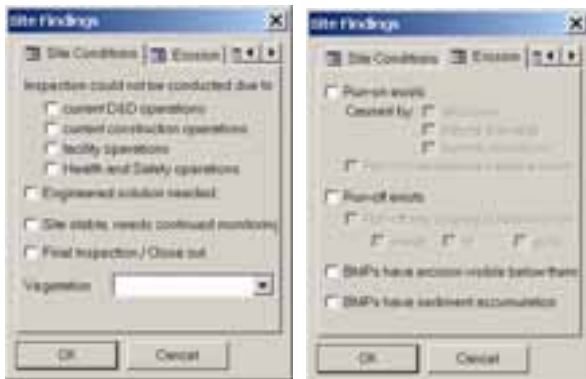 Site Findings
Site Conditions Erosion
Inspection could not be conducted due to
current D&D operations
current construction operations
facility operations
Health and Safety operations
Engineered solution needed
Site stable, needs continued monitoring
Final Inspection / Close out
Vegetation
OK Cancel
Site Findings
Site Conditions Erosion
Run-on exists
Caused by
Run-off exists
BMPs have erosion visible below them
BMPs have sediment accumulation
OK Cancel